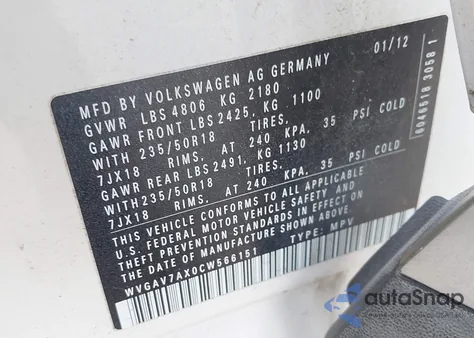 MFD BY VOLKSWAGEN AG GERMANY 01/12
GVWR LBS 4806 KG 2180
GAWR FRONT LBS 2425, KG 1100
WITH 235/50R18 TIRES,
7JX18 RIMS, AT 240 KPA, 35 PSI COLD
GAWR REAR LBS 2491, KG 1130
WITH 235/50R18 TIRES,
7JX18 RIMS, AT 240 KPA, 35 PSI COLD
THIS VEHICLE CONFORMS TO ALL APPLICABLE
U.S. FEDERAL MOTOR VEHICLE SAFETY AND
THEFT PREVENTION STANDARDS IN EFFECT ON
THE DATE OF MANUFACTURE SHOWN ABOVE.
WVGAV7AX0CW566151 TYPE: MPV
6046518 3058 1
autoSnap